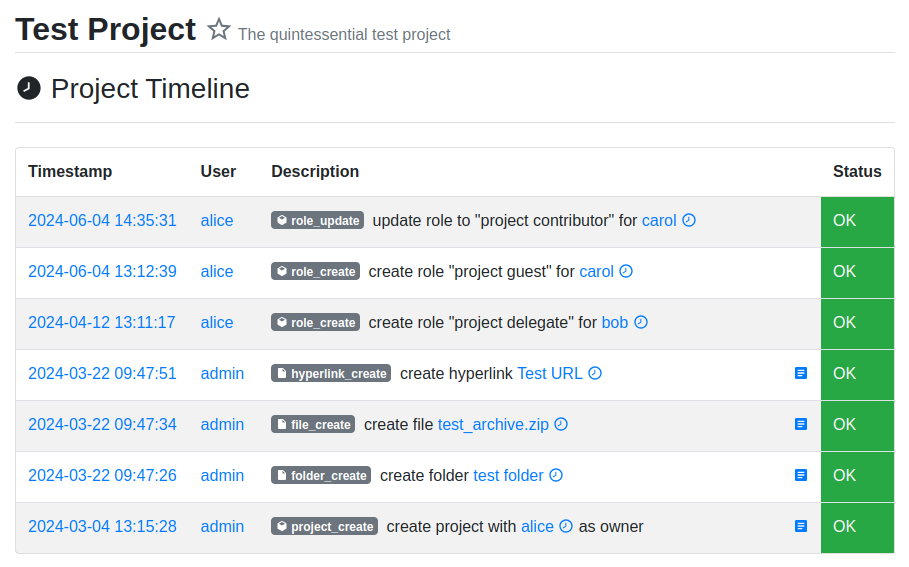 Test Project The quintessential test project
Project Timeline
Timestamp User Description Status
2024-06-04 14:35:31 alice role_update update role to "project contributor" for carol OK
2024-06-04 13:12:39 alice role_create create role "project guest" for carol OK
2024-04-12 13:11:17 alice role_create create role "project delegate" for bob OK
2024-03-22 09:47:51 admin hyperlink_create create hyperlink Test URL OK
2024-03-22 09:47:34 admin file_create create file test_archive.zip OK
2024-03-22 09:47:26 admin folder_create create folder test folder OK
2024-03-04 13:15:28 admin project_create create project with alice as owner OK